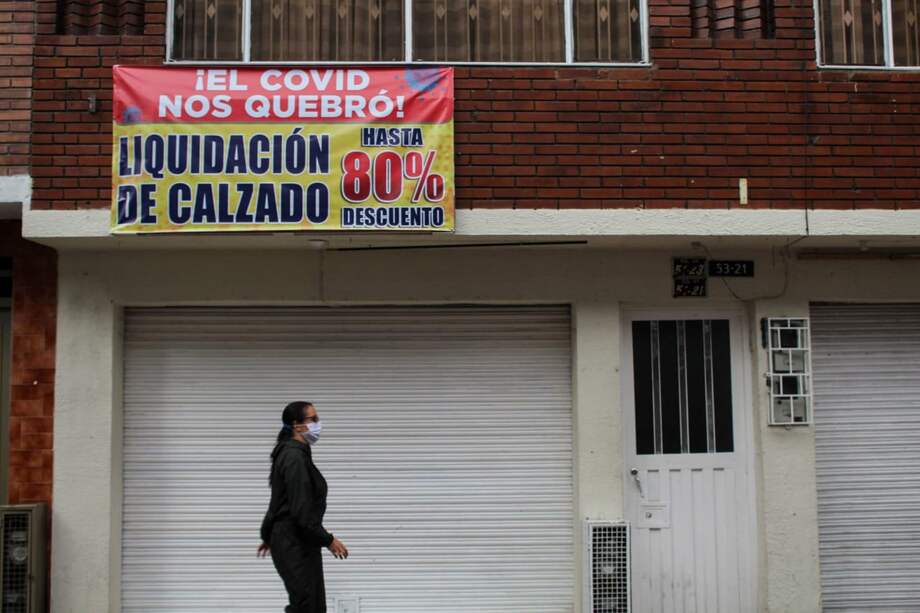 ¡EL COVID
NOS QUEBRÓ!
LIQUIDACIÓN
DE CALZADO
HASTA
80%
DESCUENTO
53-21